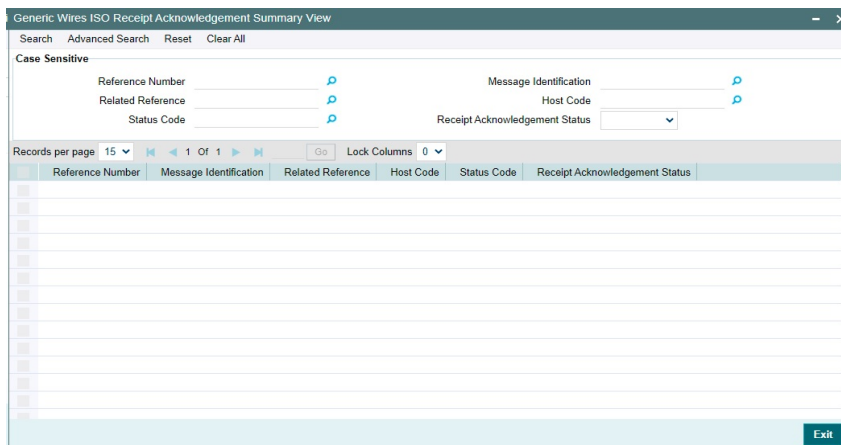 Generic Wires ISO Receipt Acknowledgement Summary View
Search Advanced Search Reset Clear All
Case Sensitive
Reference Number Message Identification
Related Reference Host Code
Status Code Receipt Acknowledgement Status
Records per page 15 1 Of 1 Go Lock Columns 0
Reference Number Message Identification Related Reference Host Code Status Code Receipt Acknowledgement Status
Exit